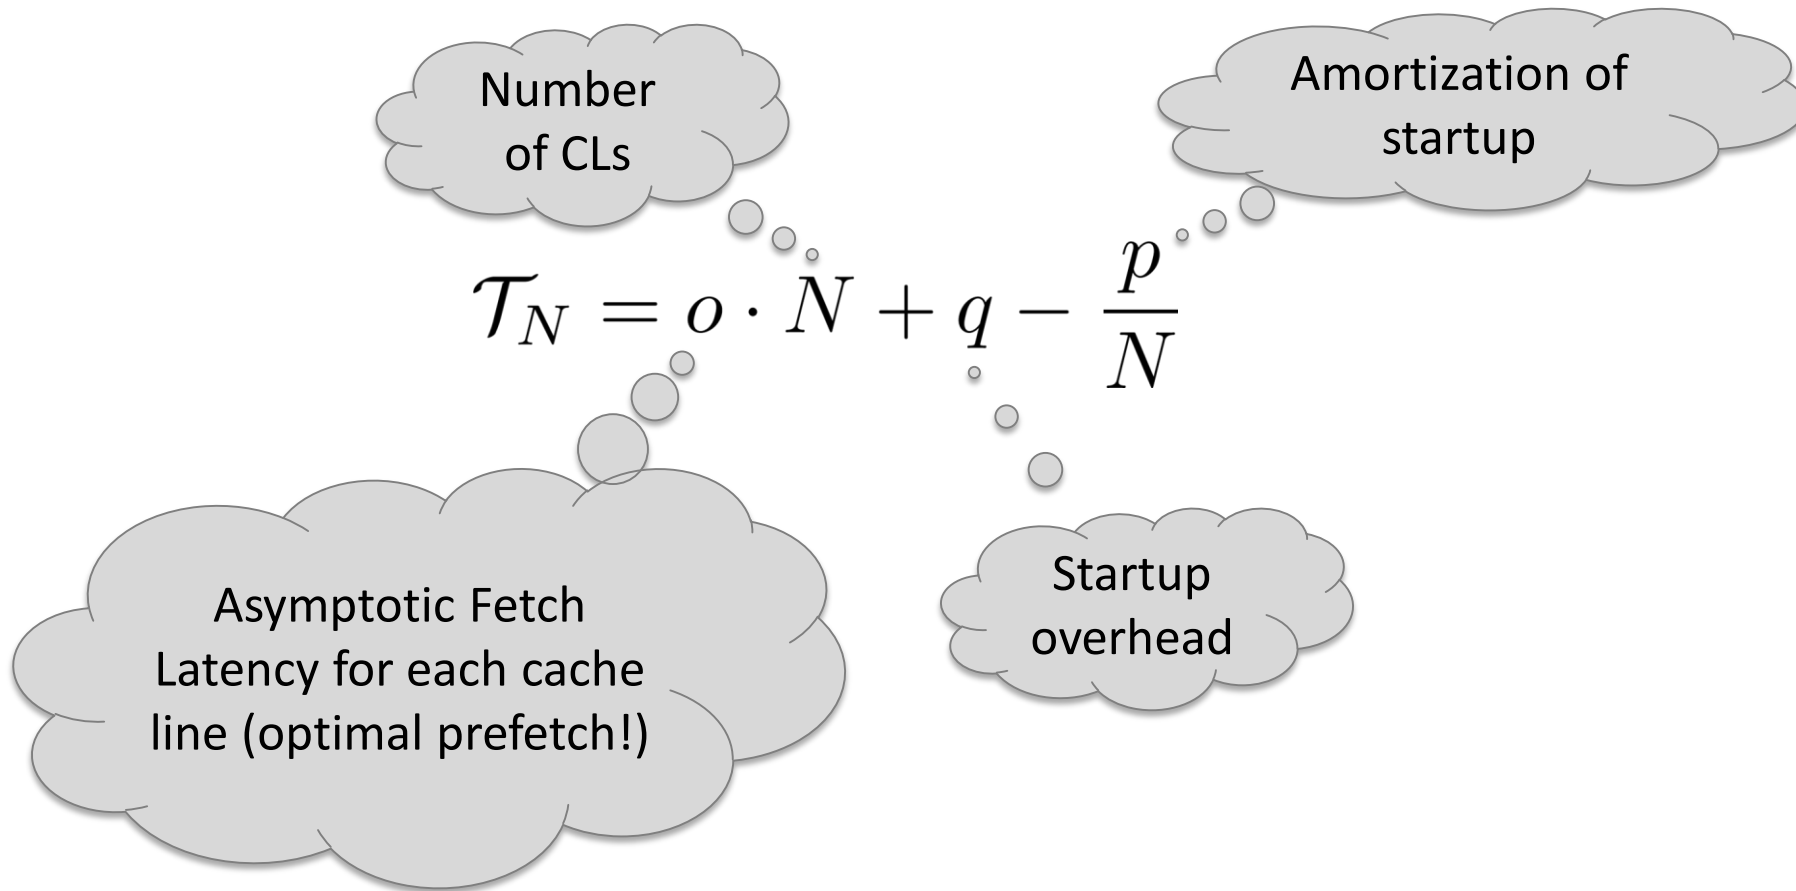 Number
of CLs
Amortization of
startup
𝒯_N = o · N + q − p/N
Asymptotic Fetch
Latency for each cache
line (optimal prefetch!)
Startup
overhead